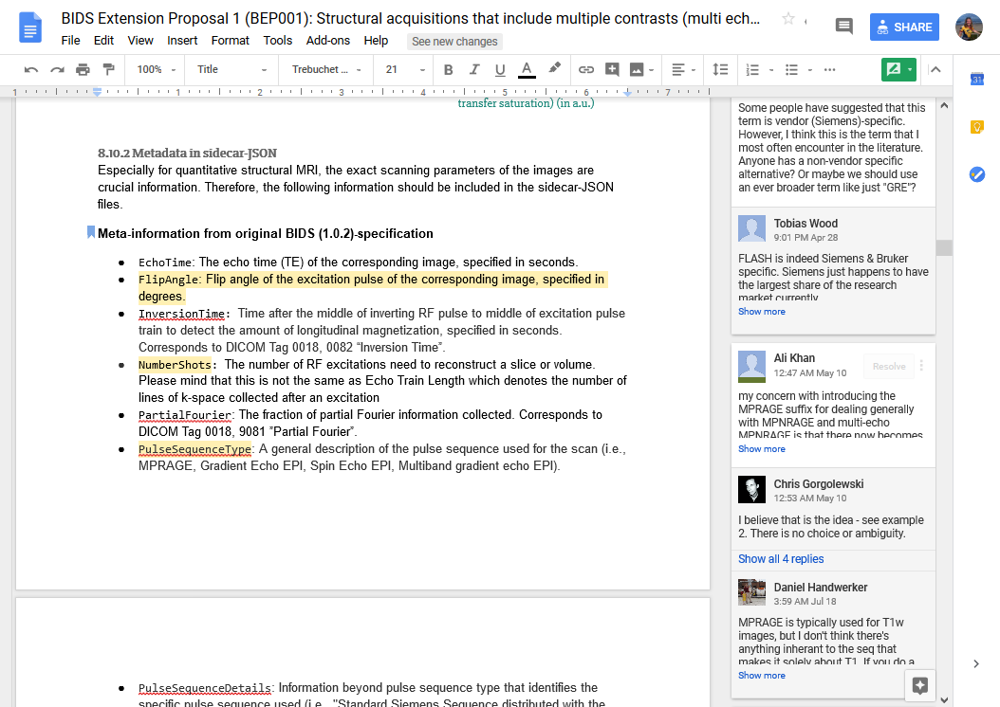 BIDS Extension Proposal 1 (BEP001): Structural acquisitions that include multiple contrasts (multi ech...
File Edit View Insert Format Tools Add-ons Help See new changes
SHARE
100% Title Trebuchet ... 21 B I U A
1 1 2 3 4 5 6 7
31
transfer saturation) (in a.u.)
8.10.2 Metadata in sidecar-JSON
Especially for quantitative structural MRI, the exact scanning parameters of the images are
crucial information. Therefore, the following information should be included in the sidecar-JSON
files.
Meta-information from original BIDS (1.0.2)-specification
● EchoTime: The echo time (TE) of the corresponding image, specified in seconds.
● FlipAngle: Flip angle of the excitation pulse of the corresponding image, specified in
degrees.
● InversionTime: Time after the middle of inverting RF pulse to middle of excitation pulse
train to detect the amount of longitudinal magnetization, specified in seconds.
Corresponds to DICOM Tag 0018, 0082 “Inversion Time”.
● NumberShots: The number of RF excitations need to reconstruct a slice or volume.
Please mind that this is not the same as Echo Train Length which denotes the number of
lines of k-space collected after an excitation
● PartialFourier: The fraction of partial Fourier information collected. Corresponds to
DICOM Tag 0018, 9081 ”Partial Fourier”.
● PulseSequenceType: A general description of the pulse sequence used for the scan (i.e.,
MPRAGE, Gradient Echo EPI, Spin Echo EPI, Multiband gradient echo EPI).
● PulseSequenceDetails: Information beyond pulse sequence type that identifies the
specific pulse sequence used (i.e., "Standard Siemens Sequence distributed with the
Some people have suggested that this
term is vendor (Siemens)-specific.
However, I think this is the term that I
most often encounter in the literature.
Anyone has a non-vendor specific
alternative? Or maybe we should use
an ever broader term like just "GRE"?
Tobias Wood
9:01 PM Apr 28
FLASH is indeed Siemens & Bruker
specific. Siemens just happens to have
the largest share of the research
market currently
Show more
Ali Khan
12:47 AM May 10
Resolve
my concern with introducing the
MPRAGE suffix for dealing generally
with MPNRAGE and multi-echo
MPNRAGE is that there now becomes
Show more
Chris Gorgolewski
12:53 AM May 10
I believe that is the idea - see example
2. There is no choice or ambiguity.
Show all 4 replies
Daniel Handwerker
3:59 AM Jul 18
MPRAGE is typically used for T1w
images, but I don't think there's
anything inherant to the seq that
makes it solely about T1. If you do a
Show more